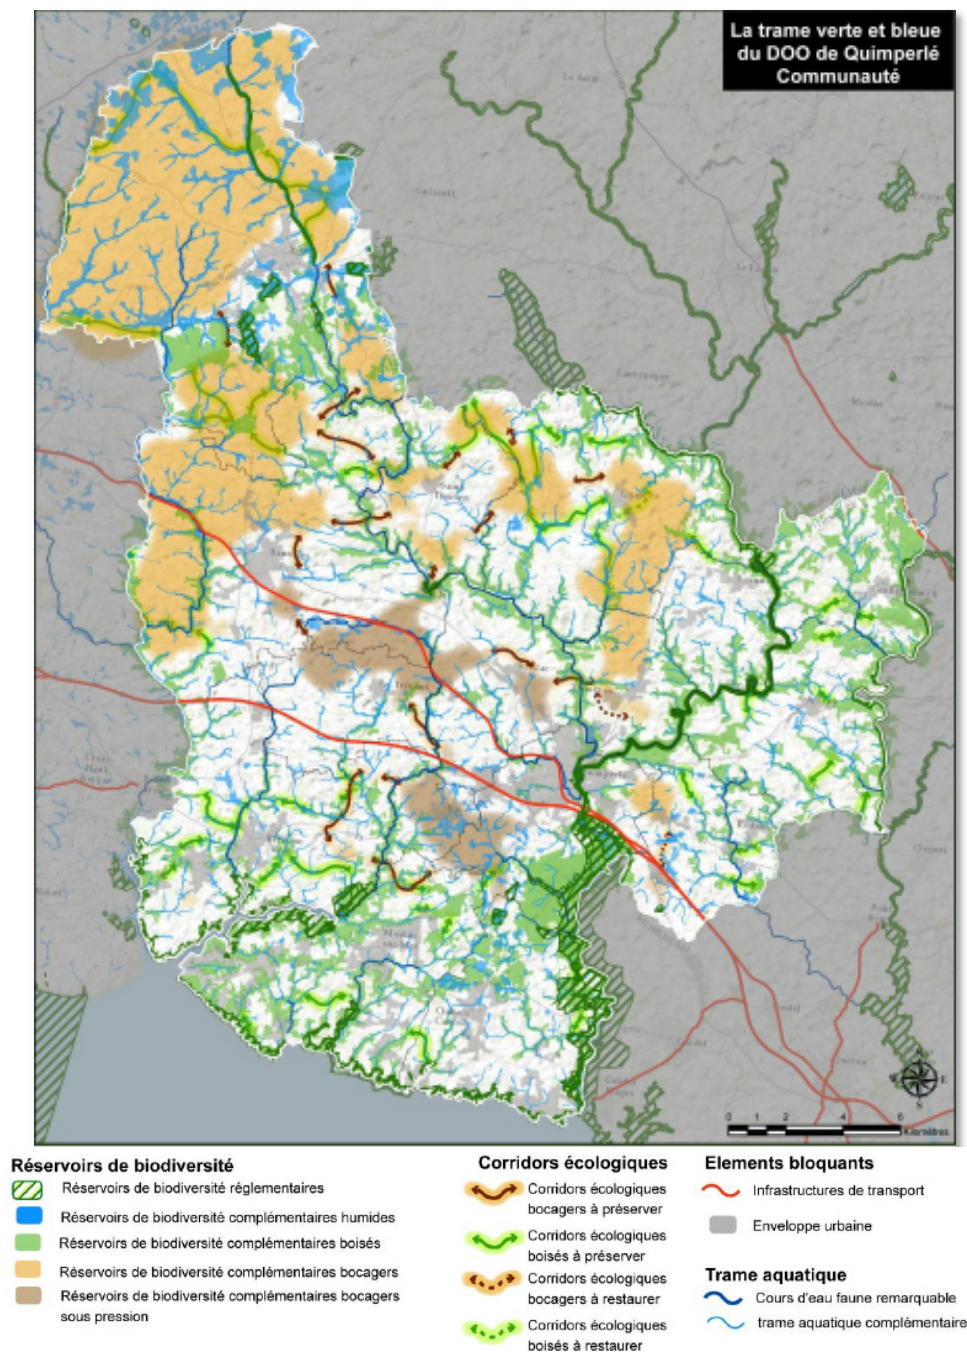 La trame verte et bleue
du DOO de Quimperlé
Communauté
N
W E
S
0 1 2 4 6
Kilomètres
Réservoirs de biodiversité
Réservoirs de biodiversité réglementaires
Réservoirs de biodiversité complémentaires humides
Réservoirs de biodiversité complémentaires boisés
Réservoirs de biodiversité complémentaires bocagers
Réservoirs de biodiversité complémentaires bocagers
sous pression
Corridors écologiques
Corridors écologiques
bocagers à préserver
Corridors écologiques
boisés à préserver
Corridors écologiques
bocagers à restaurer
Corridors écologiques
boisés à restaurer
Elements bloquants
Infrastructures de transport
Enveloppe urbaine
Trame aquatique
Cours d'eau faune remarquable
trame aquatique complémentaire